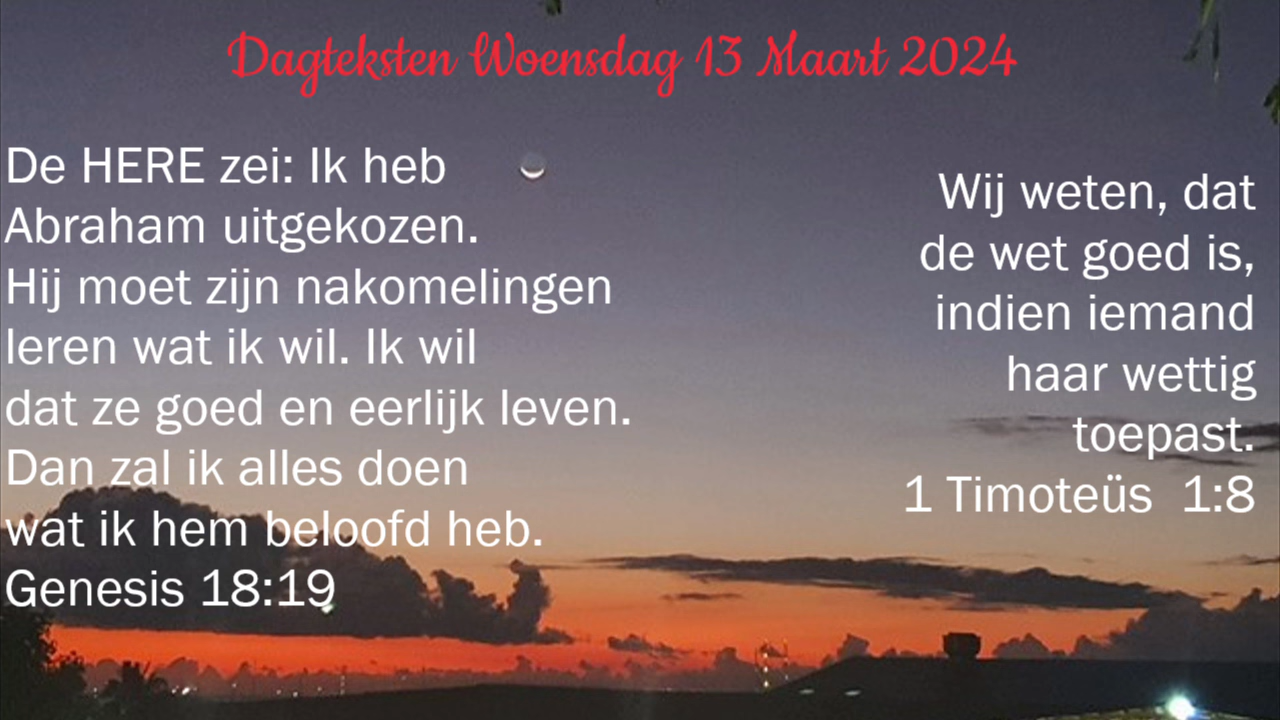 Dagteksten Woensdag 13 Maart 2024
De HERE zei: Ik heb
Abraham uitgekozen.
Hij moet zijn nakomelingen
leren wat ik wil. Ik wil
dat ze goed en eerlijk leven.
Dan zal ik alles doen
wat ik hem beloofd heb.
Genesis 18:19
Wij weten, dat
de wet goed is,
indien iemand
haar wettig
toepast.
1 Timoteüs 1:8